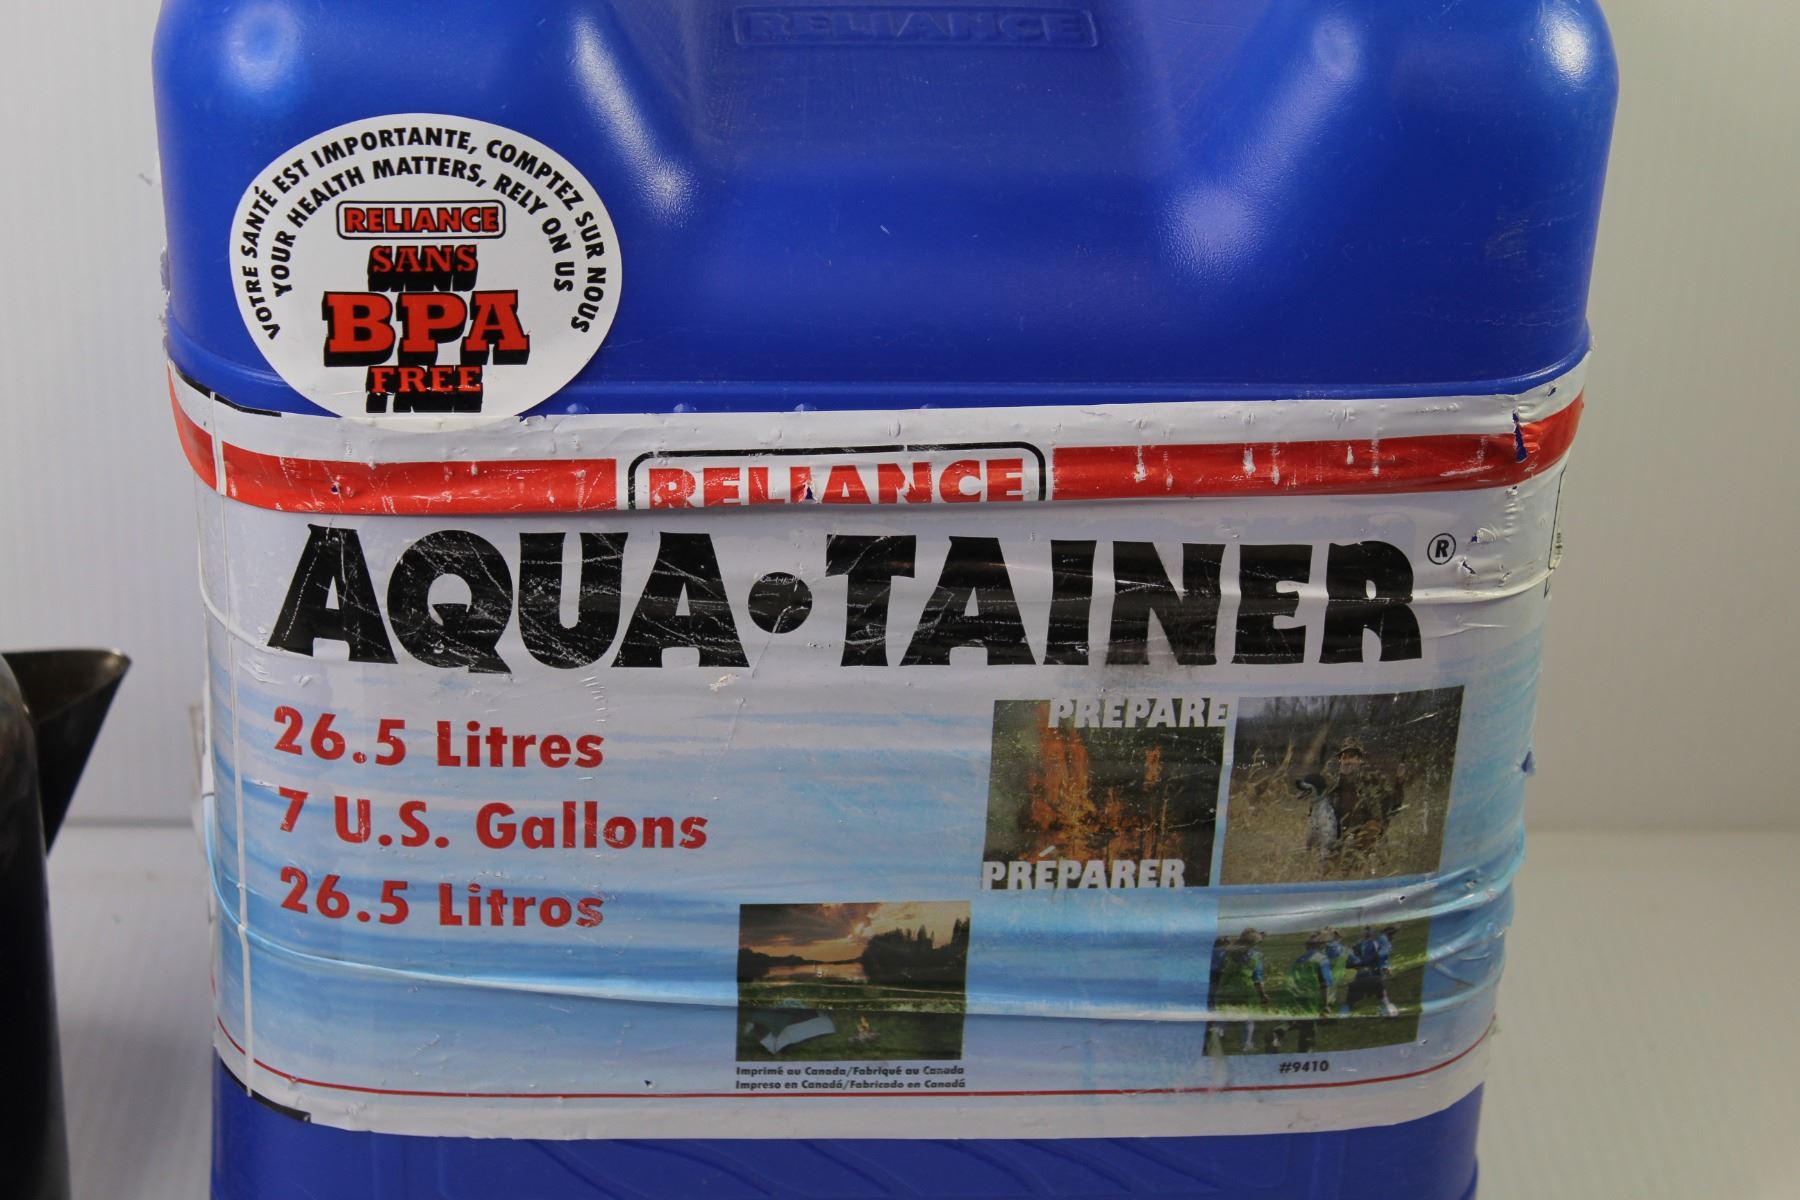 RELIANCE
VOTRE SANTÉ EST IMPORTANTE, COMPTEZ SUR NOUS
YOUR HEALTH MATTERS, RELY ON US
RELIANCE
SANS
BPA
FREE
RELIANCE
AQUA•TAINER®
26.5 Litres
7 U.S. Gallons
26.5 Litros
PREPARE
PRÉPARER
Imprimé au Canada/Fabriqué au Canada
Impreso en Canadá/Fabricado en Canadá
#9410